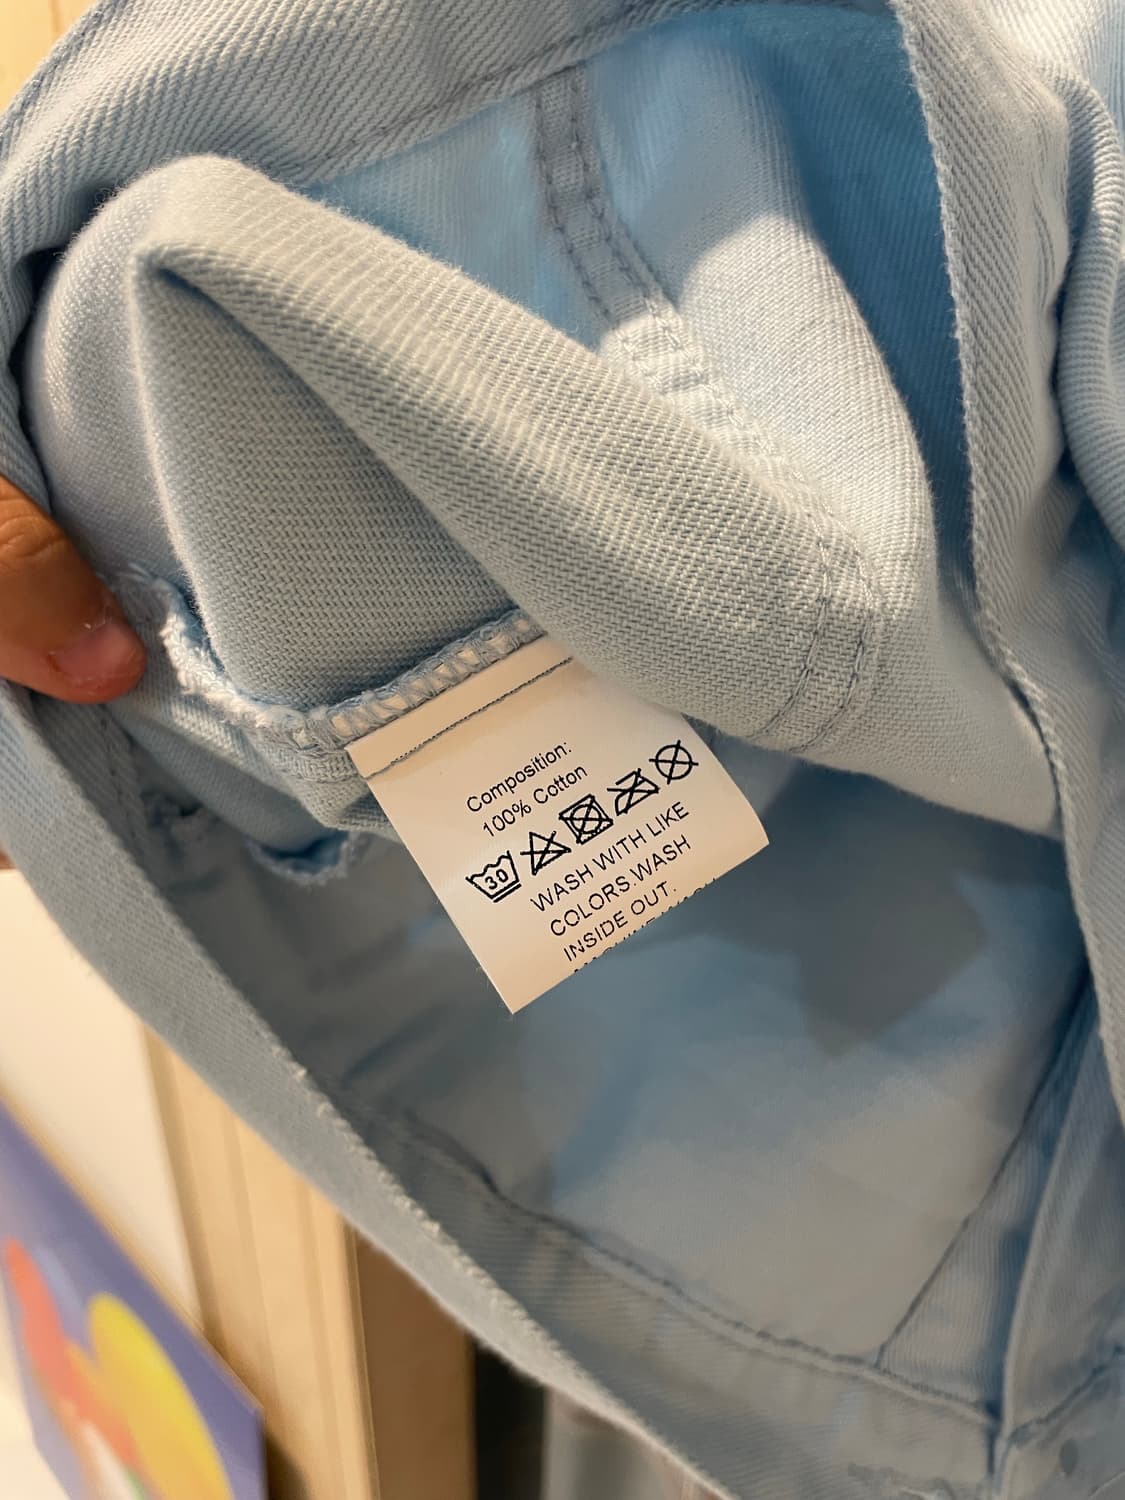 Composition:
100% Cotton
30
WASH WITH LIKE
COLORS.WASH
INSIDE OUT.